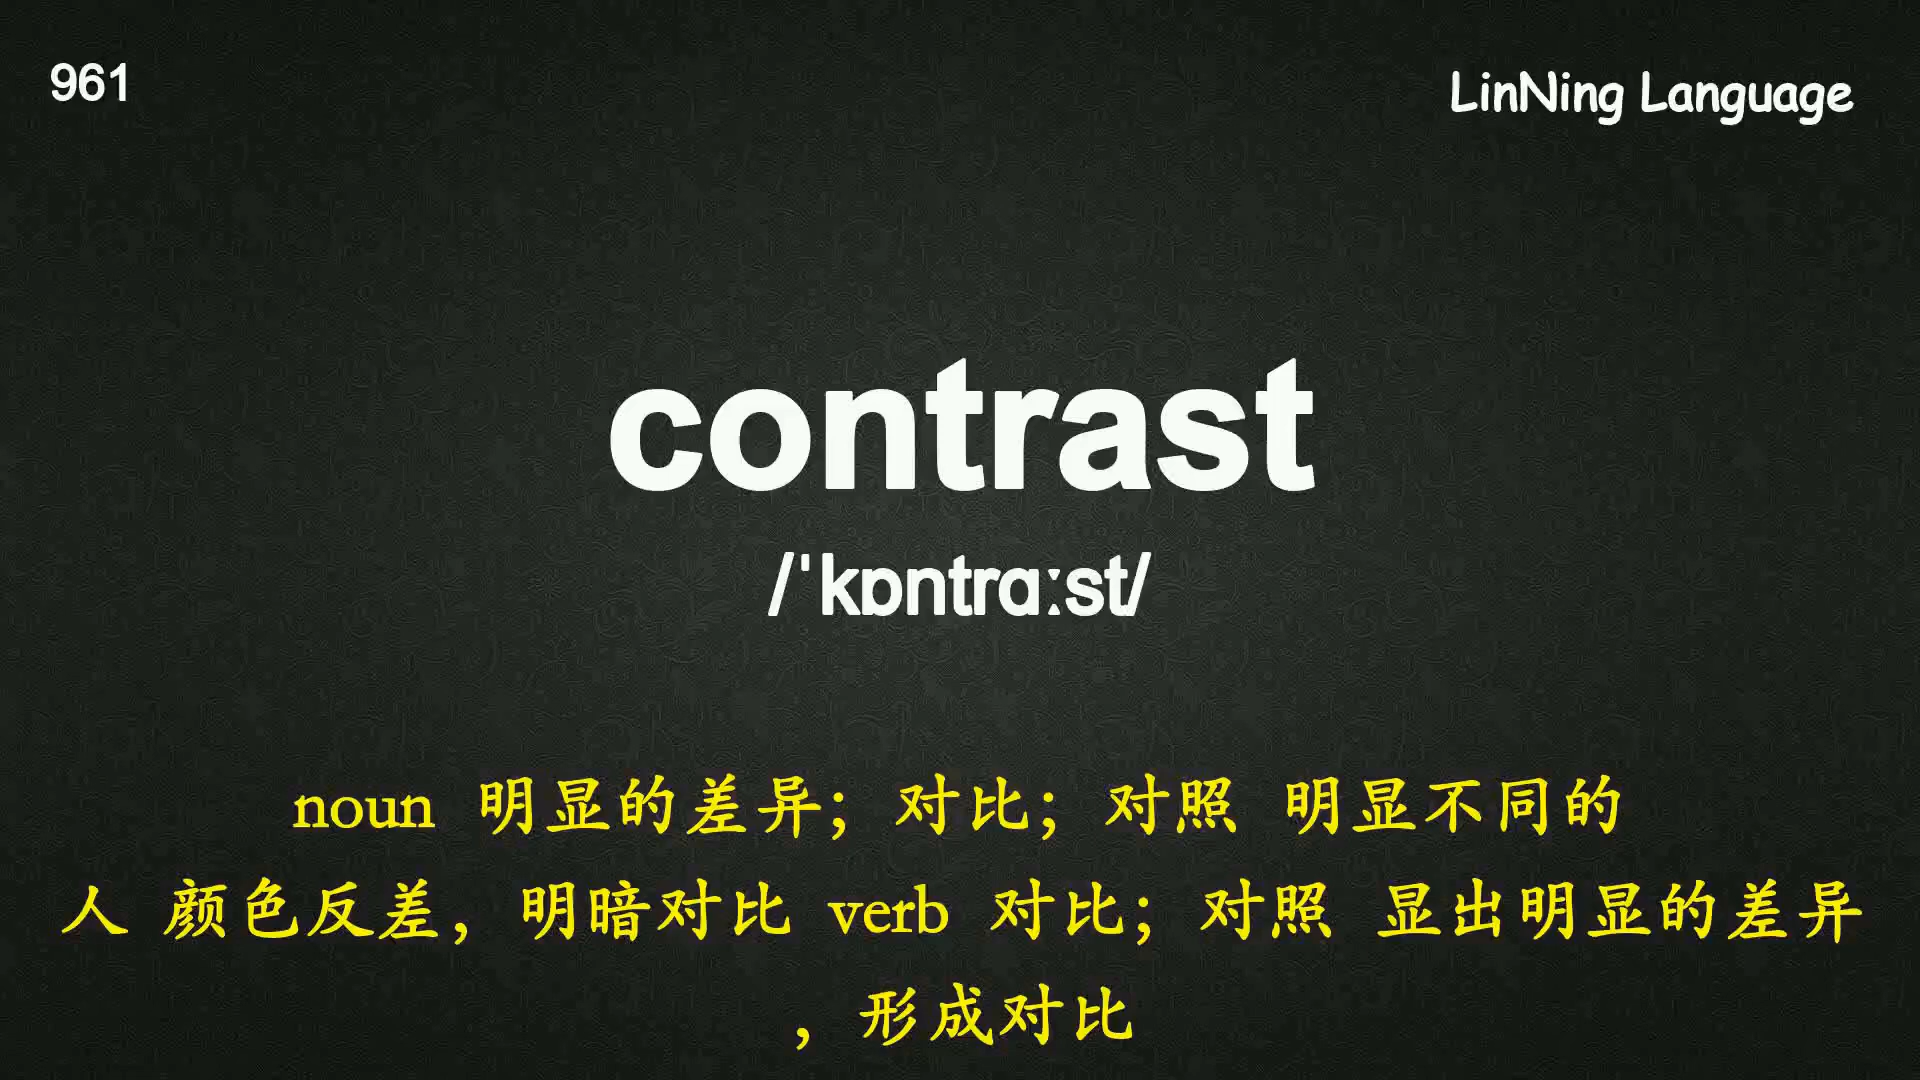 961
LinNing Language
contrast
/ˈkɒntrɑːst/
noun 明显的差异；对比；对照 明显不同的
人 颜色反差，明暗对比 verb 对比；对照 显出明显的差异
，形成对比